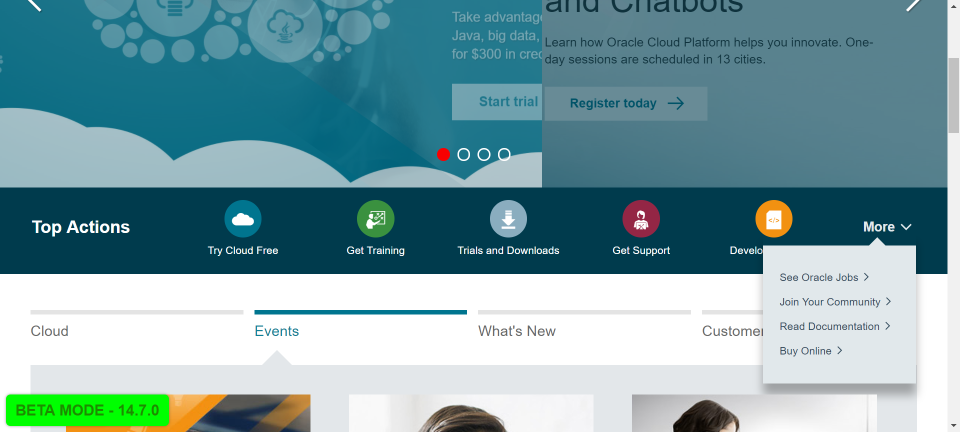 and Chatbots
Take advantage
Java, big data,
for $300 in cred
Start trial
Learn how Oracle Cloud Platform helps you innovate. One-
day sessions are scheduled in 13 cities.
Register today
Top Actions
Try Cloud Free
Get Training
Trials and Downloads
Get Support
Develo
More
See Oracle Jobs
Join Your Community
Read Documentation
Buy Online
Cloud
Events
What's New
Customer
BETA MODE - 14.7.0